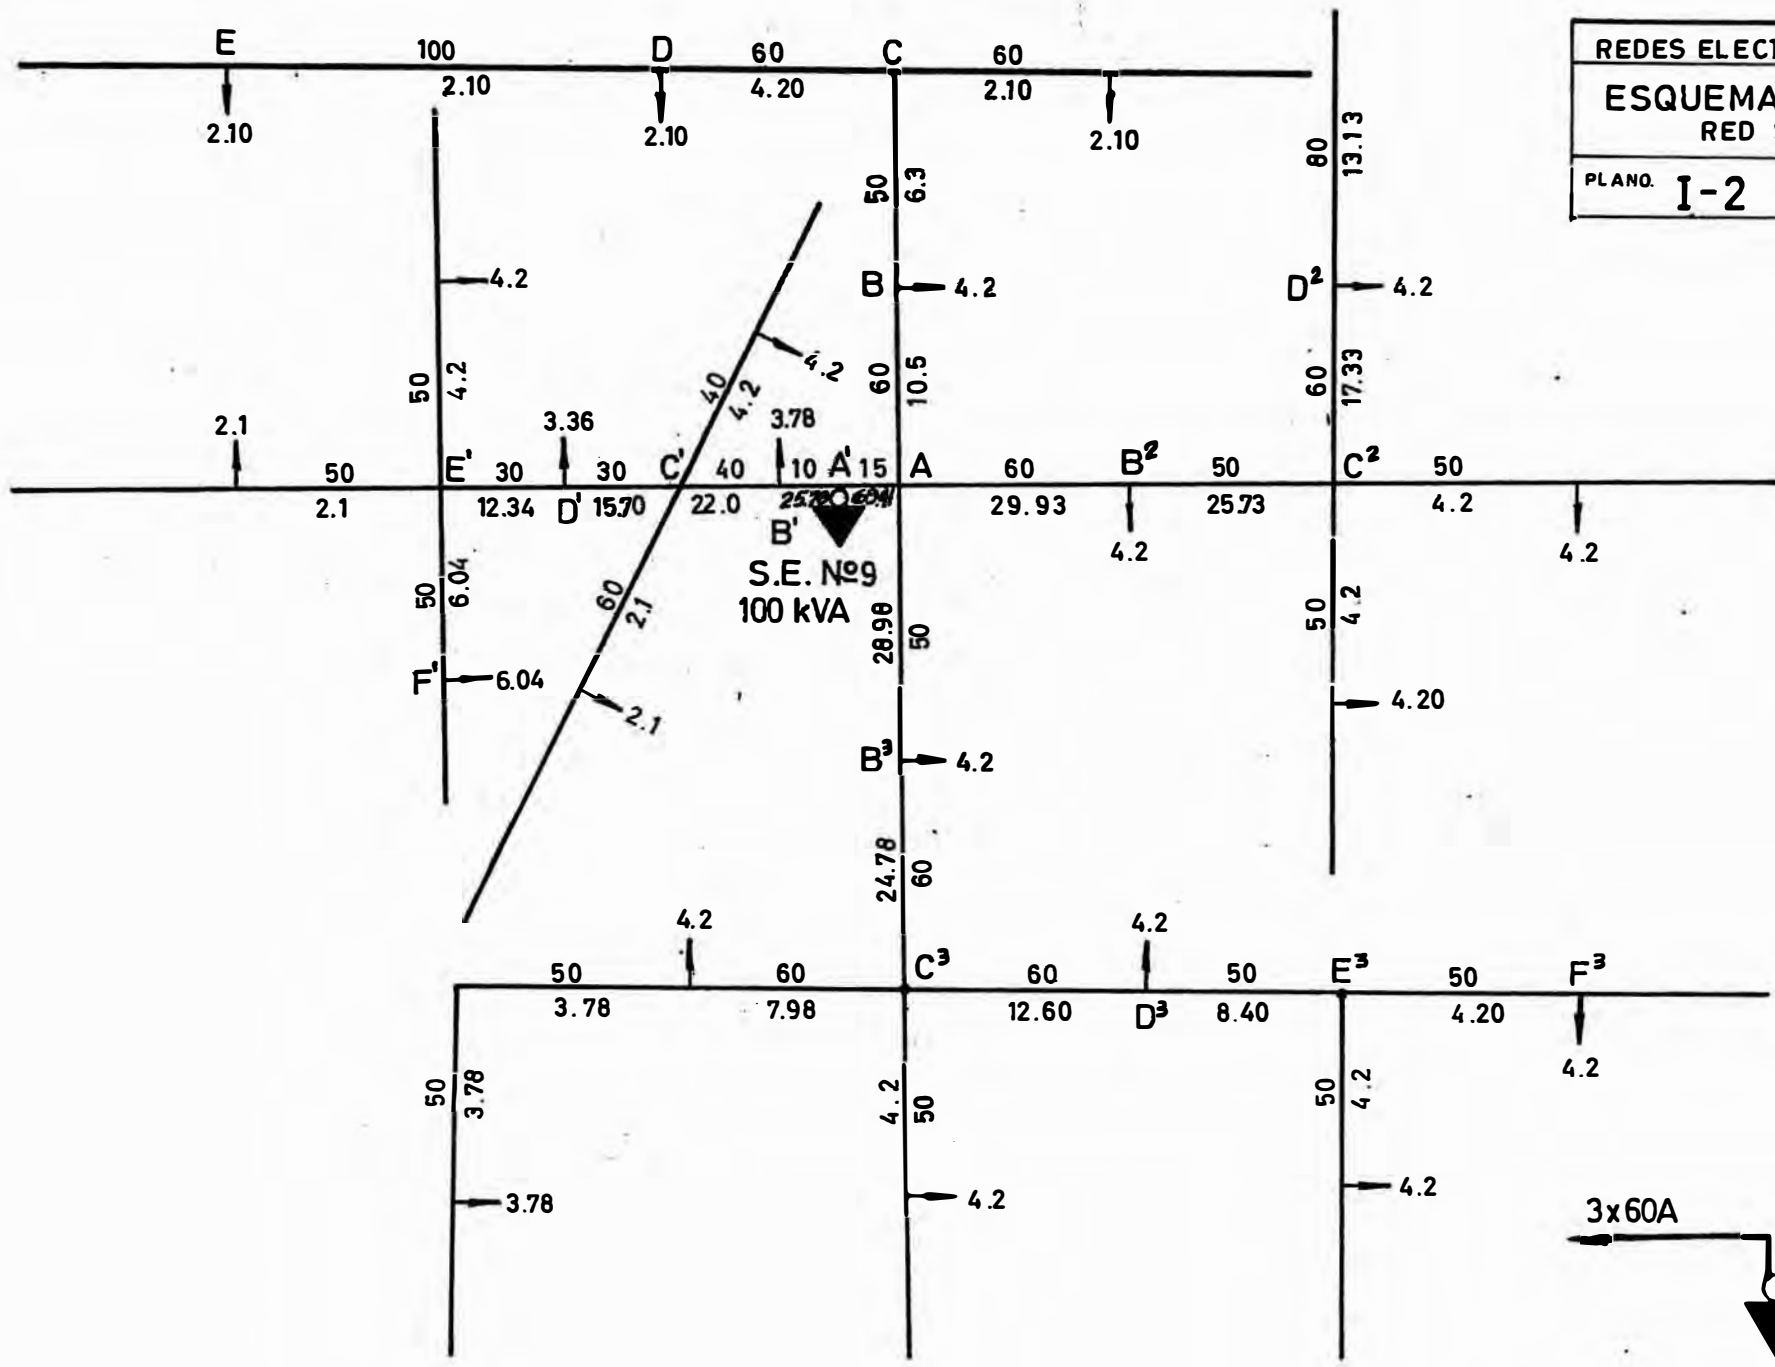 E 100 D 60 C 60
2.10 4.20 2.10
2.10 2.10 2.10
REDES ELECT
ESQUEMA
RED
PLANO. I-2
50 6.3
80 13.13
4.2
B 4.2
D² 4.2
4.2
40 4.2
50 4.2
60 10.5
60 17.33
2.1 3.36 3.78
50 E' 30 30 C' 40 10 A' 15 A 60 B² 50 C² 50
2.1 12.34 D' 15.70 22.0 25.78 29.93 25.73 4.2
B' 4.2 4.2
S.E. Nº9
100 kVA
50 6.04
60 2.1
28.98 50
50 4.2
F' 6.04
2.1
4.20
B³ 4.2
24.78 60
4.2 4.2
50 60 C³ 60 50 E³ 50 F³
3.78 7.98 12.60 D³ 8.40 4.20
4.2
50 3.78
4.2 50
50 4.2
3.78
4.2
4.2
3x60A